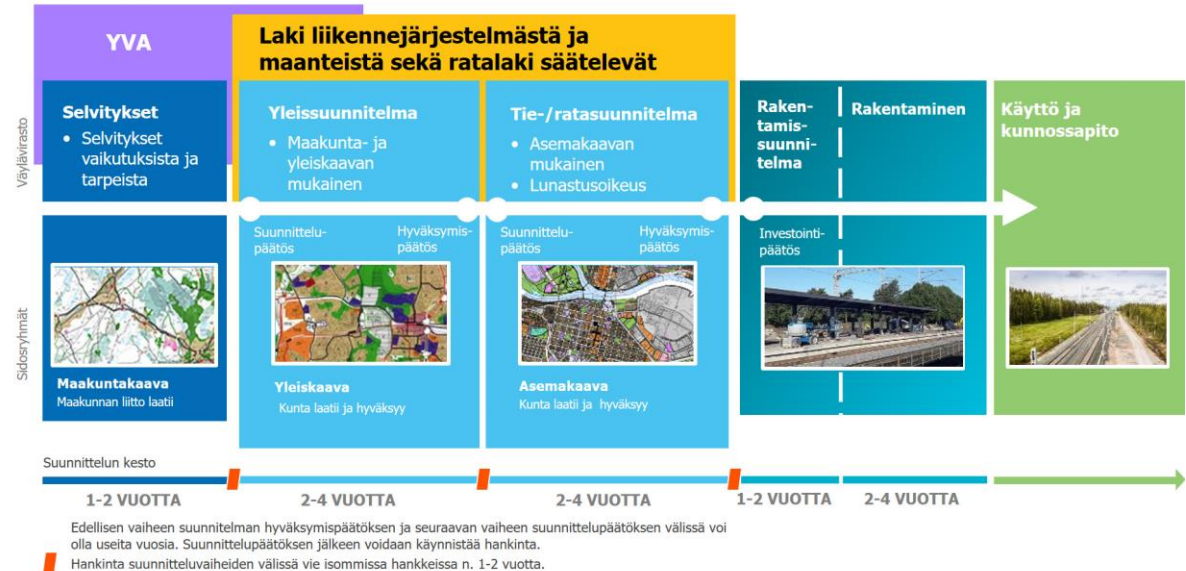 YVA
Laki liikennejärjestelmästä ja
maanteistä sekä ratalaki säätelevät
Väylävirasto
Selvitykset
• Selvitykset
vaikutuksista ja
tarpeista
Yleissuunnitelma
• Maakunta- ja
yleiskaavan
mukainen
Tie-/ratasuunnitelma
• Asemakaavan
mukainen
• Lunastusoikeus
Raken-
tamis-
suunni-
telma
Rakentaminen
Käyttö ja
kunnossapito
Sidosryhmät
Suunnittelu-
päätös
Hyväksymis-
päätös
Suunnittelu-
päätös
Hyväksymis-
päätös
Investointi-
päätös
Maakuntakaava
Maakunnan liitto laatii
Yleiskaava
Kunta laatii ja hyväksyy
Asemakaava
Kunta laatii ja hyväksyy
Suunnittelun kesto
1-2 VUOTTA
2-4 VUOTTA
2-4 VUOTTA
1-2 VUOTTA
2-4 VUOTTA
Edellisen vaiheen suunnitelman hyväksymispäätöksen ja seuraavan vaiheen suunnittelupäätöksen välissä voi
olla useita vuosia. Suunnittelupäätöksen jälkeen voidaan käynnistää hankinta.
Hankinta suunnitteluvaiheiden välissä vie isommissa hankkeissa n. 1-2 vuotta.